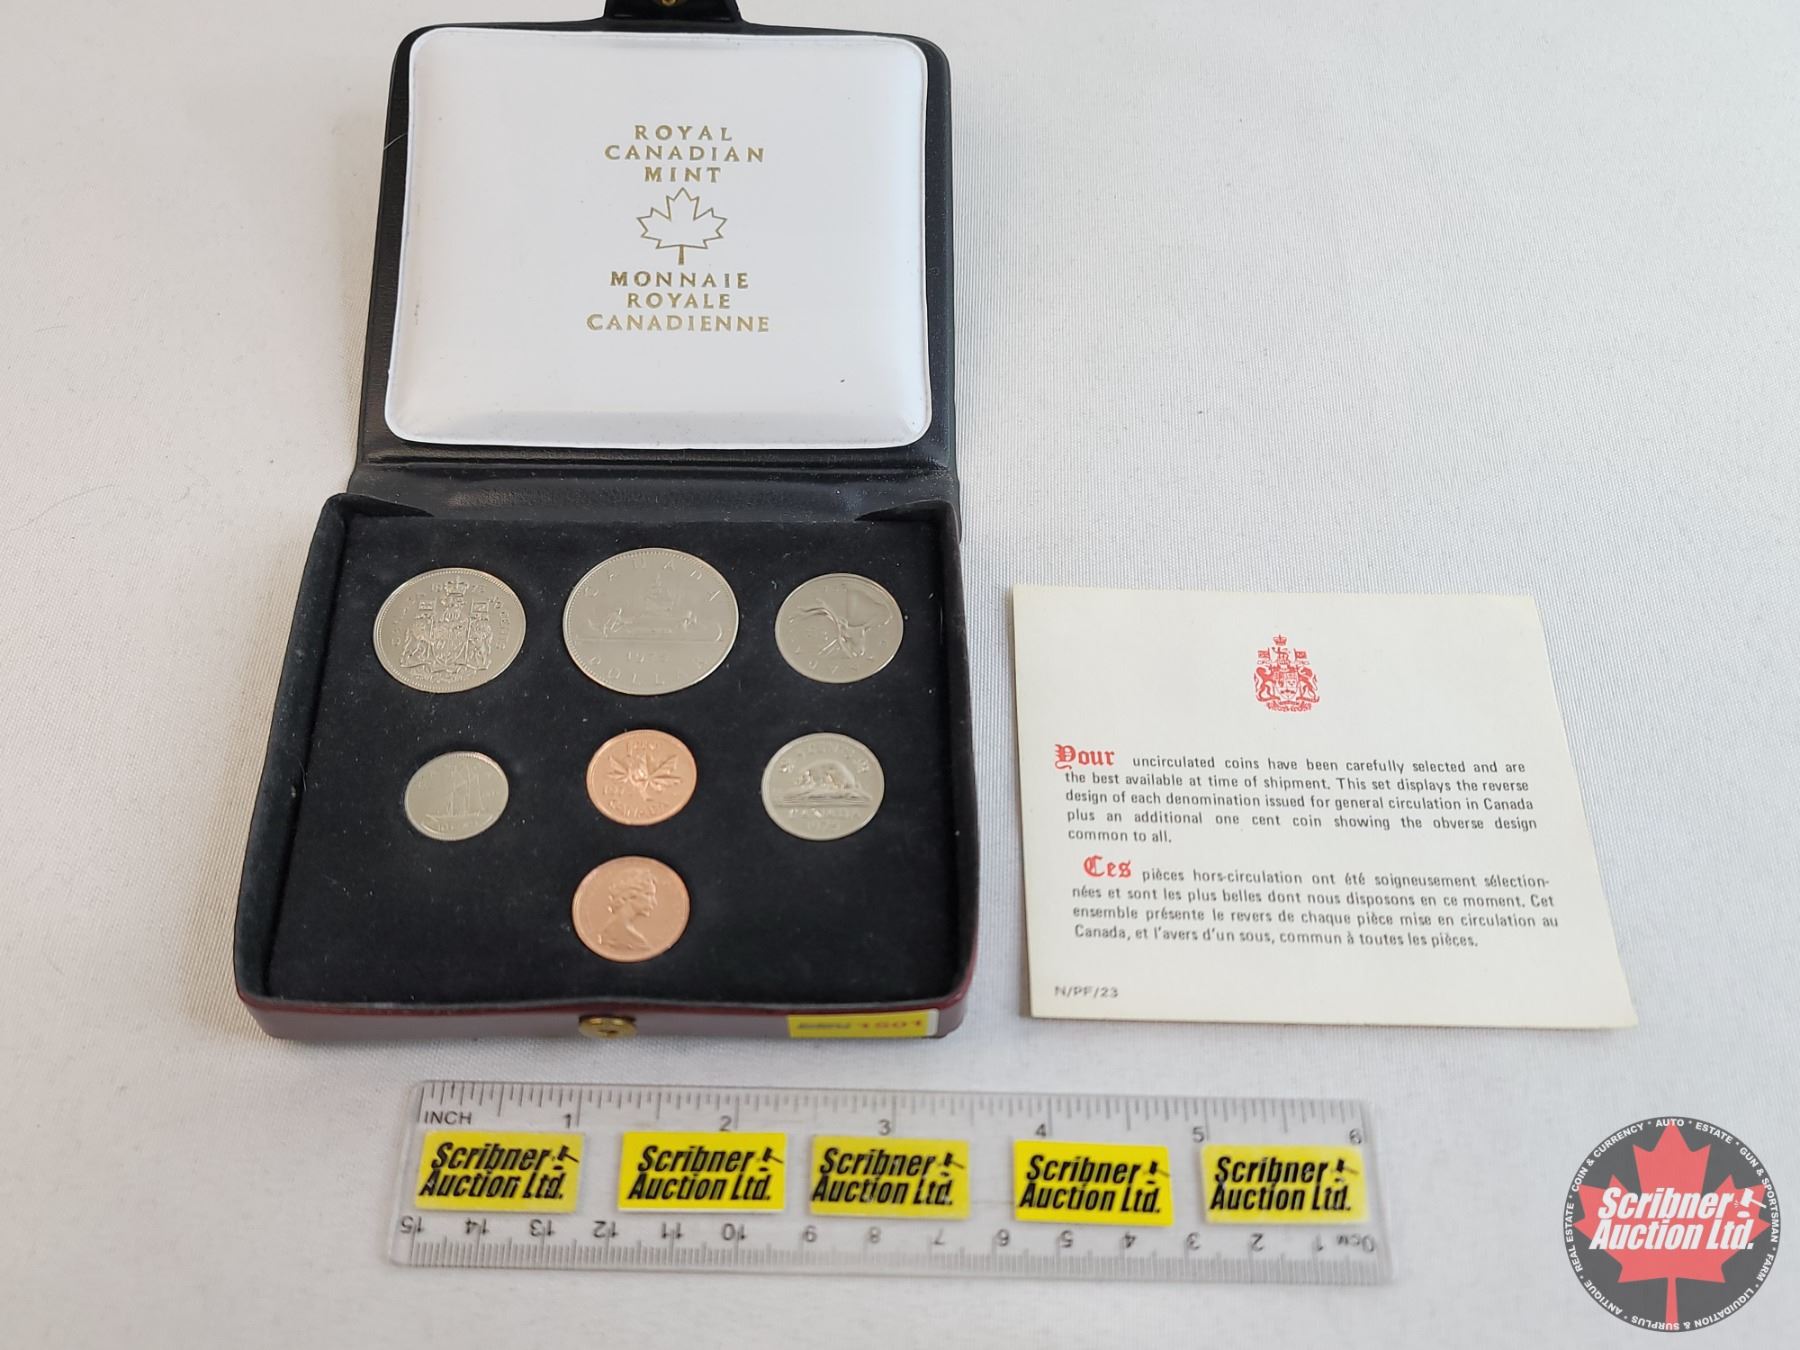 ROYAL
CANADIAN
MINT
MONNAIE
ROYALE
CANADIENNE
CANADA
DOLLAR
CANADA
CANADA
5 CENTS
CANADA
1501
Your uncirculated coins have been carefully selected and are
the best available at time of shipment. This set displays the reverse
design of each denomination issued for general circulation in Canada
plus an additional one cent coin showing the obverse design
common to all.
Ces pièces hors-circulation ont été soigneusement sélection-
nées et sont les plus belles dont nous disposons en ce moment. Cet
ensemble présente le revers de chaque pièce mise en circulation au
Canada, et l'avers d'un sous, commun à toutes les pièces.
N/PF/23
INCH 1 2 3 4 5 6
Scribner
Auction Ltd.
Scribner
Auction Ltd.
Scribner
Auction Ltd.
Scribner
Auction Ltd.
Scribner
Auction Ltd.
15 14 13 12 11 10 9 8 7 6 5 4 3 2 1 0cm
ANTIQUE * REAL ESTATE * COIN & CURRENCY * AUTO * ESTATE * GUN & SPORTSMAN * FARM * LIQUIDATION & SURPLUS *
Scribner
Auction Ltd.